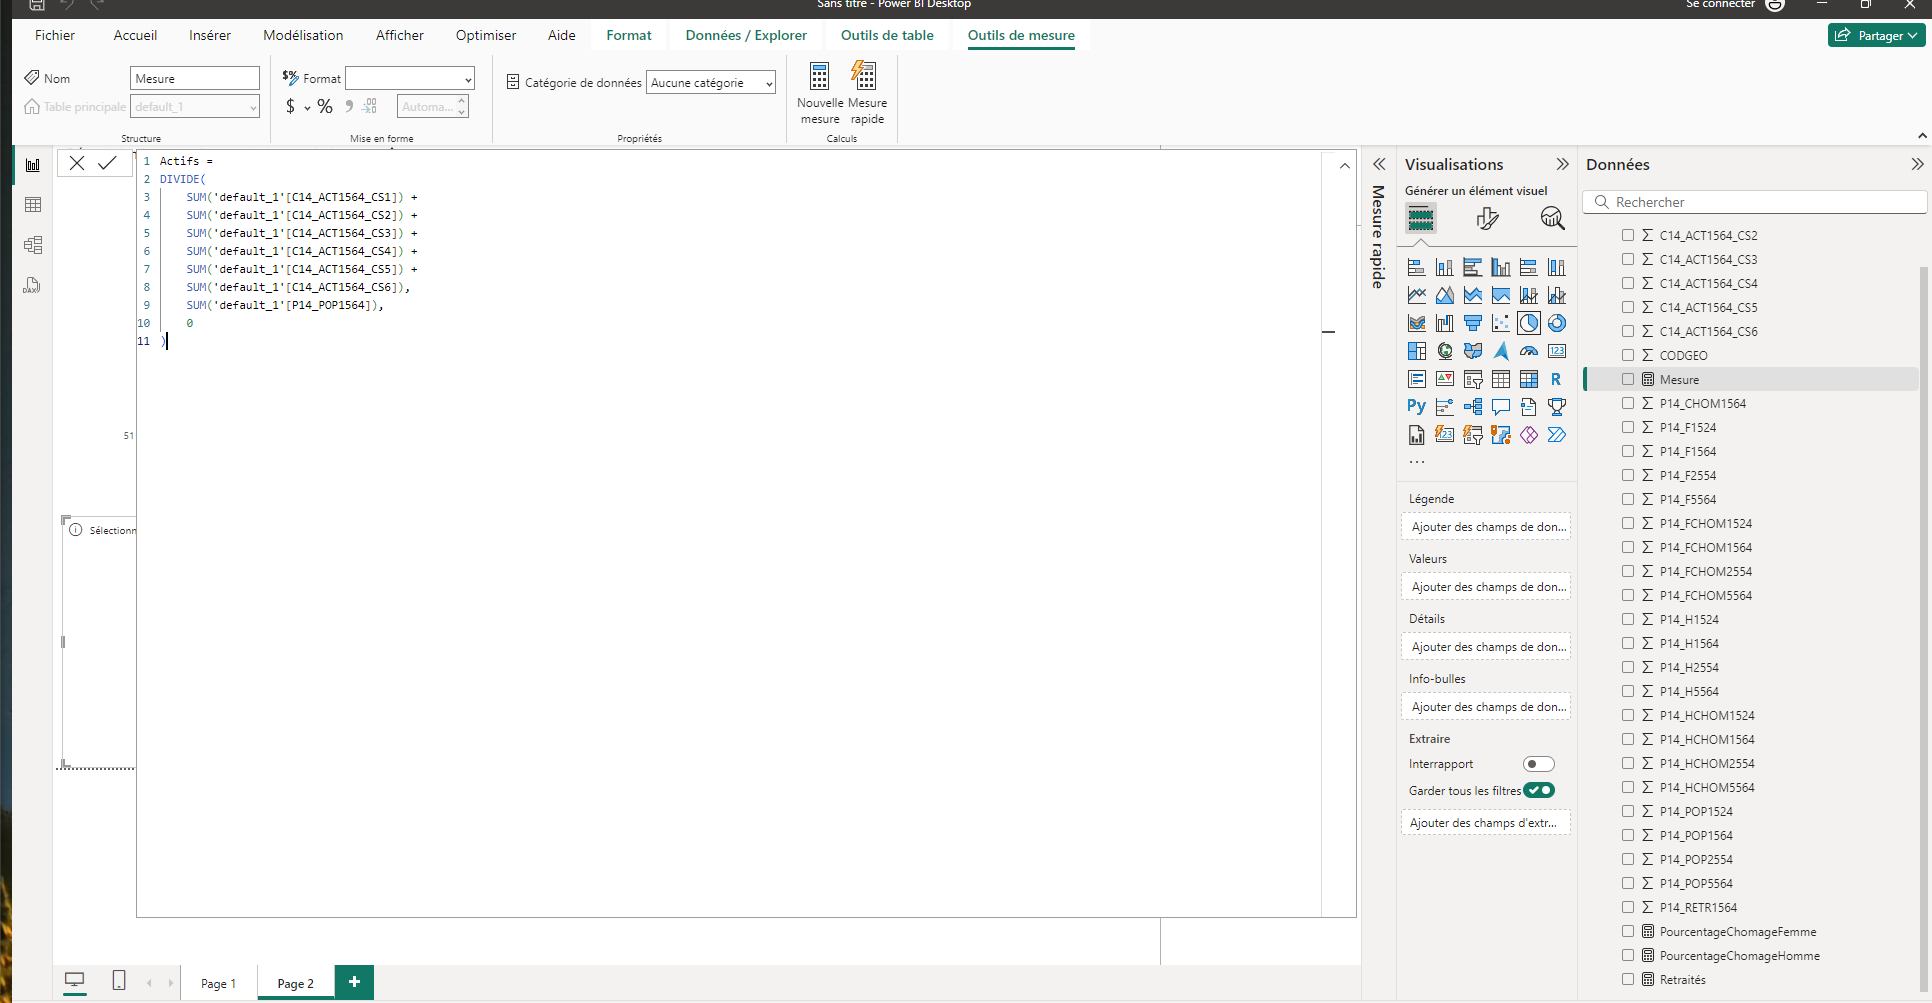 Sans titre - Power BI Desktop
Se connecter
Fichier
Accueil
Insérer
Modélisation
Afficher
Optimiser
Aide
Format
Données / Explorer
Outils de table
Outils de mesure
Partager
Nom
Mesure
Table principale
default_1
Structure
Format
$ % 9
Automa...
Mise en forme
Catégorie de données
Aucune catégorie
Propriétés
Nouvelle mesure
Mesure rapide
Calculs
1 Actifs =
2 DIVIDE(
3 SUM('default_1'[C14_ACT1564_CS1]) +
4 SUM('default_1'[C14_ACT1564_CS2]) +
5 SUM('default_1'[C14_ACT1564_CS3]) +
6 SUM('default_1'[C14_ACT1564_CS4]) +
7 SUM('default_1'[C14_ACT1564_CS5]) +
8 SUM('default_1'[C14_ACT1564_CS6]),
9 SUM('default_1'[P14_POP1564]),
10 0
11 )
51
Sélectionn
Mesure rapide
Visualisations
Générer un élément visuel
R
Py
123
...
Légende
Ajouter des champs de don...
Valeurs
Ajouter des champs de don...
Détails
Ajouter des champs de don...
Info-bulles
Ajouter des champs de don...
Extraire
Interrapport
Garder tous les filtres
Ajouter des champs d'extr...
Données
Rechercher
C14_ACT1564_CS2
C14_ACT1564_CS3
C14_ACT1564_CS4
C14_ACT1564_CS5
C14_ACT1564_CS6
CODGEO
Mesure
P14_CHOM1564
P14_F1524
P14_F1564
P14_F2554
P14_F5564
P14_FCHOM1524
P14_FCHOM1564
P14_FCHOM2554
P14_FCHOM5564
P14_H1524
P14_H1564
P14_H2554
P14_H5564
P14_HCHOM1524
P14_HCHOM1564
P14_HCHOM2554
P14_HCHOM5564
P14_POP1524
P14_POP1564
P14_POP2554
P14_POP5564
P14_RETR1564
PourcentageChomageFemme
PourcentageChomageHomme
Retraités
Page 1
Page 2